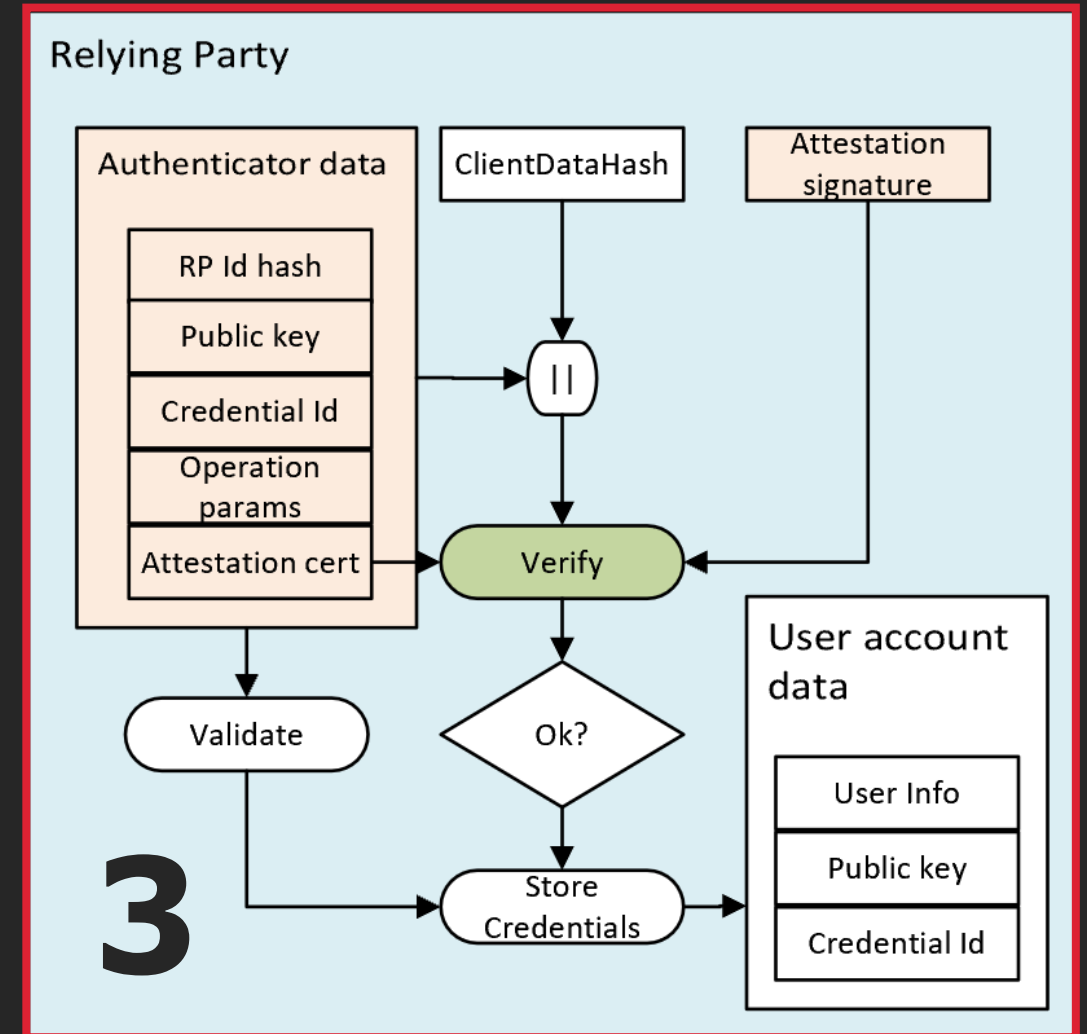 Relying Party
Authenticator data
RP Id hash
Public key
Credential Id
Operation
params
Attestation cert
ClientDataHash
Attestation
signature
||
Verify
Validate
Ok?
Store
Credentials
User account
data
User Info
Public key
Credential Id
3